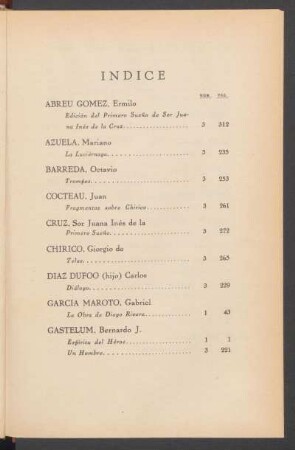 INDICE
NUM. PAG.
ABREU GOMEZ, Ermilo
Edición del Primero Sueño de Sor Jua-
na Inés de la Cruz.................... 3 312
AZUELA, Mariano
La Luciérnaga........................ 3 235
BARREDA, Octavio
Trompos............................. 3 253
COCTEAU, Juan
Fragmentos sobre Chirico.............. 3 261
CRUZ, Sor Juana Inés de la
Primero Sueño........................ 3 272
CHIRICO, Giorgio de
Telas................................ 3 265
DIAZ DUFOO (hijo) Carlos
Diálogo.............................. 3 229
GARCIA MAROTO, Gabriel
La Obra de Diego Rivera.............. 1 43
GASTELUM, Bernardo J.
Espíritu del Héroe.................... 1 1
Un Hombre........................... 3 221